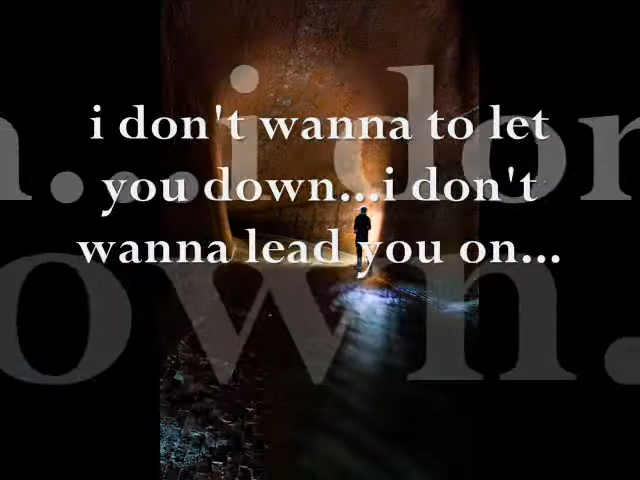 i don't wanna to let
you down...i don't
wanna lead you on...